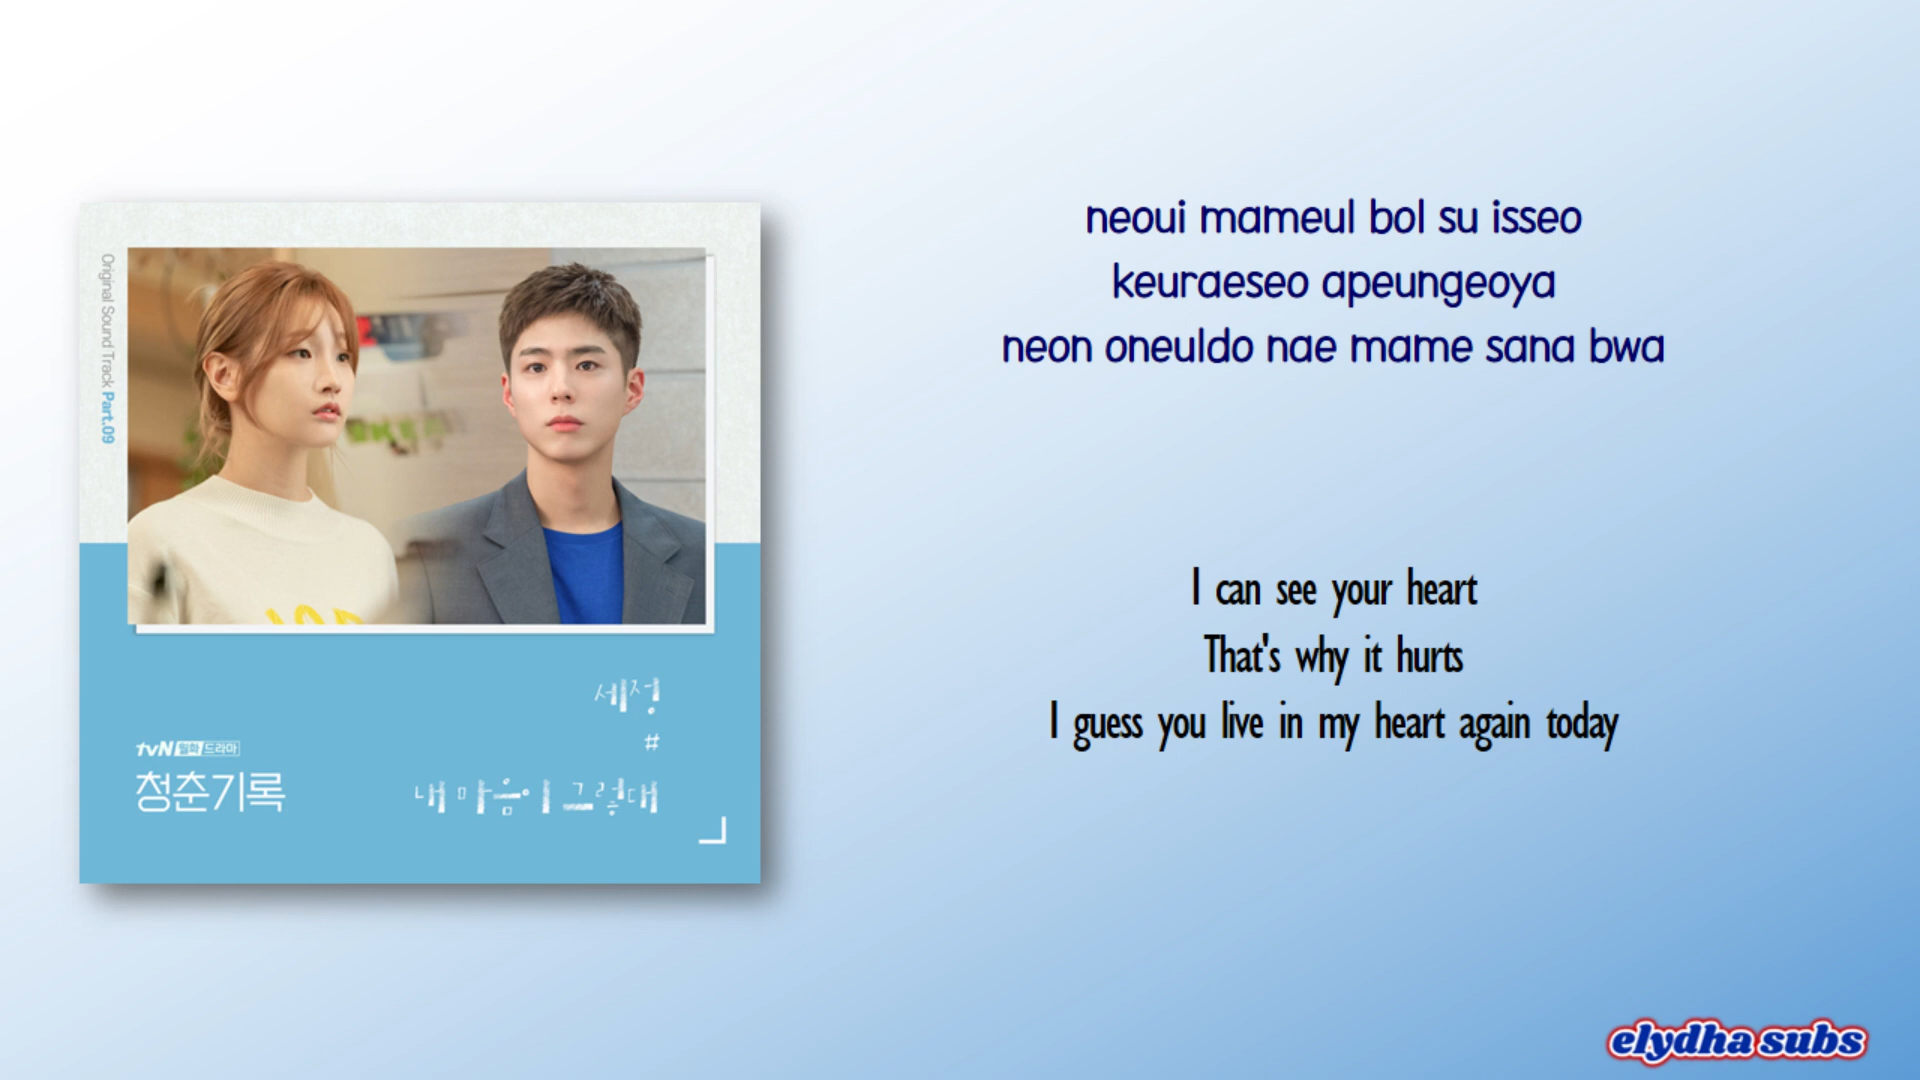 Original Sound Track Part.09
세정
#
내 마음이 그렇대
tvN 월화 드라마
청춘기록
neoui mameul bol su isseo
keuraeseo apeungeoya
neon oneuldo nae mame sana bwa
I can see your heart
That's why it hurts
I guess you live in my heart again today
elydha subs